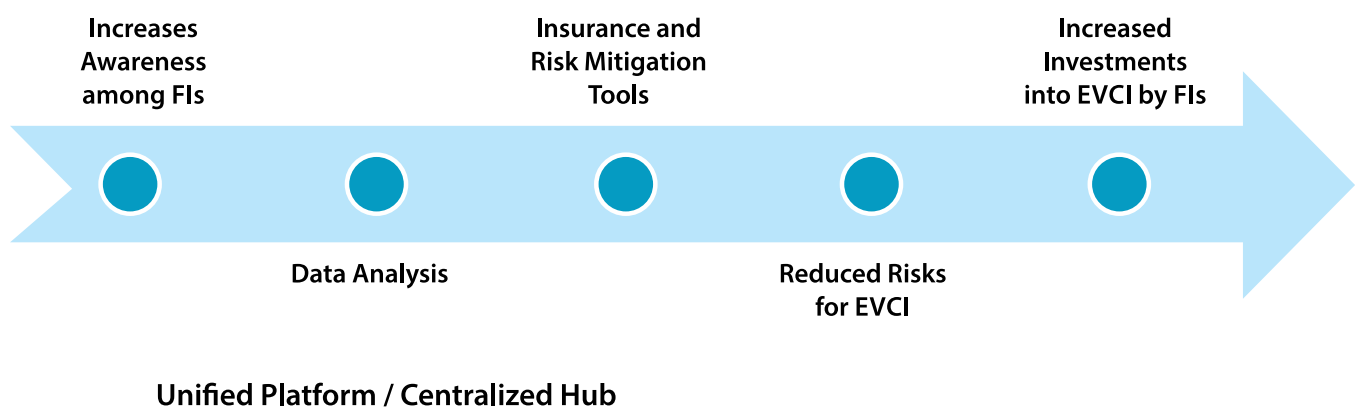 Increases
Awareness
among FIs
Insurance and
Risk Mitigation
Tools
Increased
Investments
into EVCI by FIs
Data Analysis
Reduced Risks
for EVCI
Unified Platform / Centralized Hub